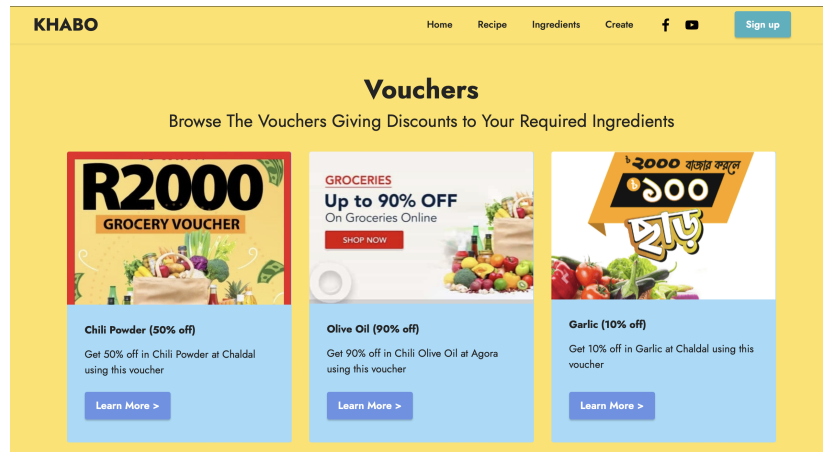 KHABO
Home Recipe Ingredients Create Sign up
Vouchers
Browse The Vouchers Giving Discounts to Your Required Ingredients
R2000
GROCERY VOUCHER
Chili Powder (50% off)
Get 50% off in Chili Powder at Chaldal
using this voucher
Learn More >
GROCERIES
Up to 90% OFF
On Groceries Online
SHOP NOW
Olive Oil (90% off)
Get 90% off in Chili Olive Oil at Agora
using this voucher
Learn More >
৳২০০০ বাজার করলে
৳১০০
ছাড়
Garlic (10% off)
Get 10% off in Garlic at Chaldal using this
voucher
Learn More >